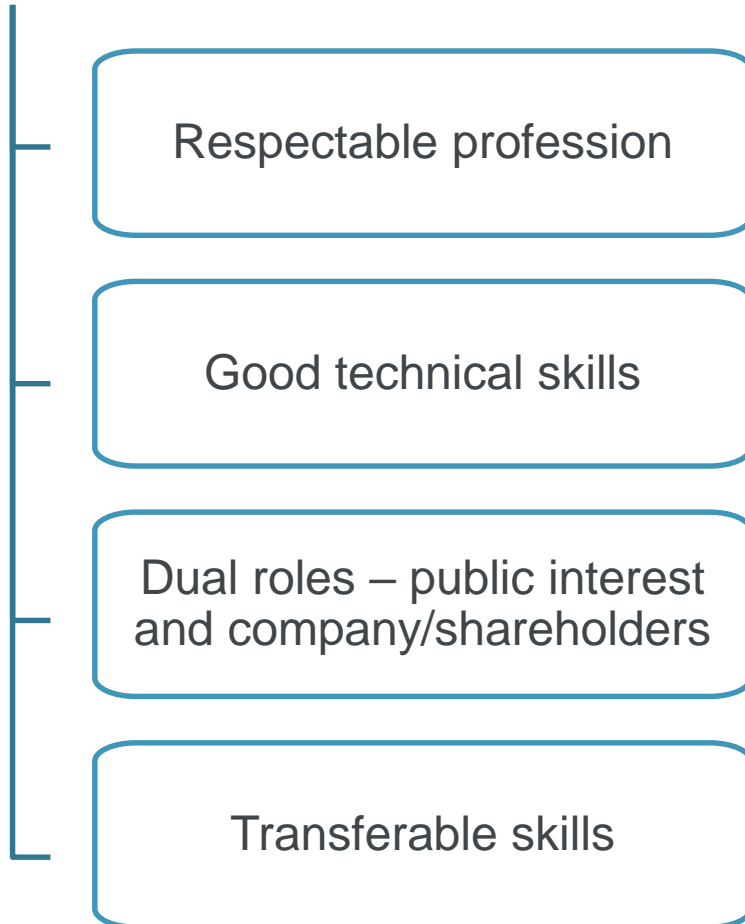 Respectable profession
Good technical skills
Dual roles – public interest
and company/shareholders
Transferable skills